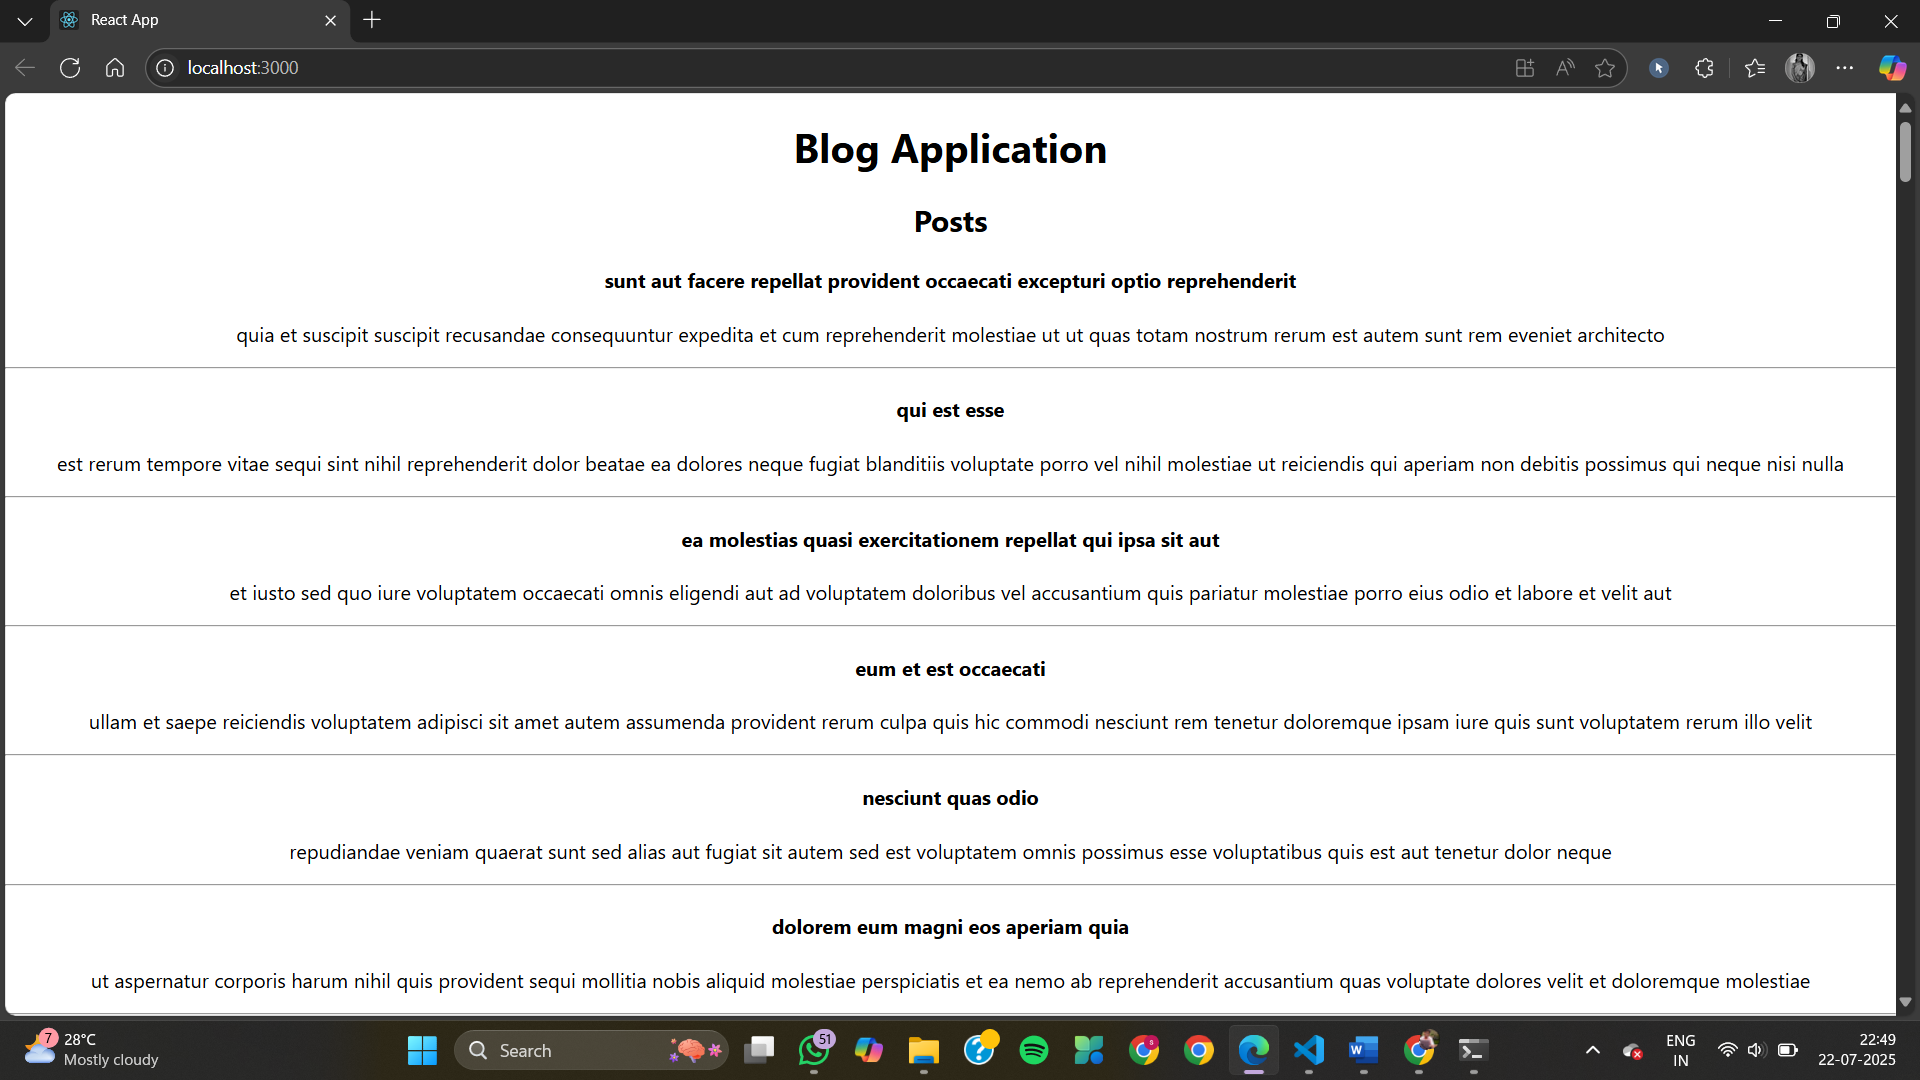 React App
localhost:3000
Blog Application
Posts
sunt aut facere repellat provident occaecati excepturi optio reprehenderit
quia et suscipit suscipit recusandae consequuntur expedita et cum reprehenderit molestiae ut ut quas totam nostrum rerum est autem sunt rem eveniet architecto
qui est esse
est rerum tempore vitae sequi sint nihil reprehenderit dolor beatae ea dolores neque fugiat blanditiis voluptate porro vel nihil molestiae ut reiciendis qui aperiam non debitis possimus qui neque nisi nulla
ea molestias quasi exercitationem repellat qui ipsa sit aut
et iusto sed quo iure voluptatem occaecati omnis eligendi aut ad voluptatem doloribus vel accusantium quis pariatur molestiae porro eius odio et labore et velit aut
eum et est occaecati
ullam et saepe reiciendis voluptatem adipisci sit amet autem assumenda provident rerum culpa quis hic commodi nesciunt rem tenetur doloremque ipsam iure quis sunt voluptatem rerum illo velit
nesciunt quas odio
repudiandae veniam quaerat sunt sed alias aut fugiat sit autem sed est voluptatem omnis possimus esse voluptatibus quis est aut tenetur dolor neque
dolorem eum magni eos aperiam quia
ut aspernatur corporis harum nihil quis provident sequi mollitia nobis aliquid molestiae perspiciatis et ea nemo ab reprehenderit accusantium quas voluptate dolores velit et doloremque molestiae
7
28°C
Mostly cloudy
Search
51
ENG
IN
22:49
22-07-2025